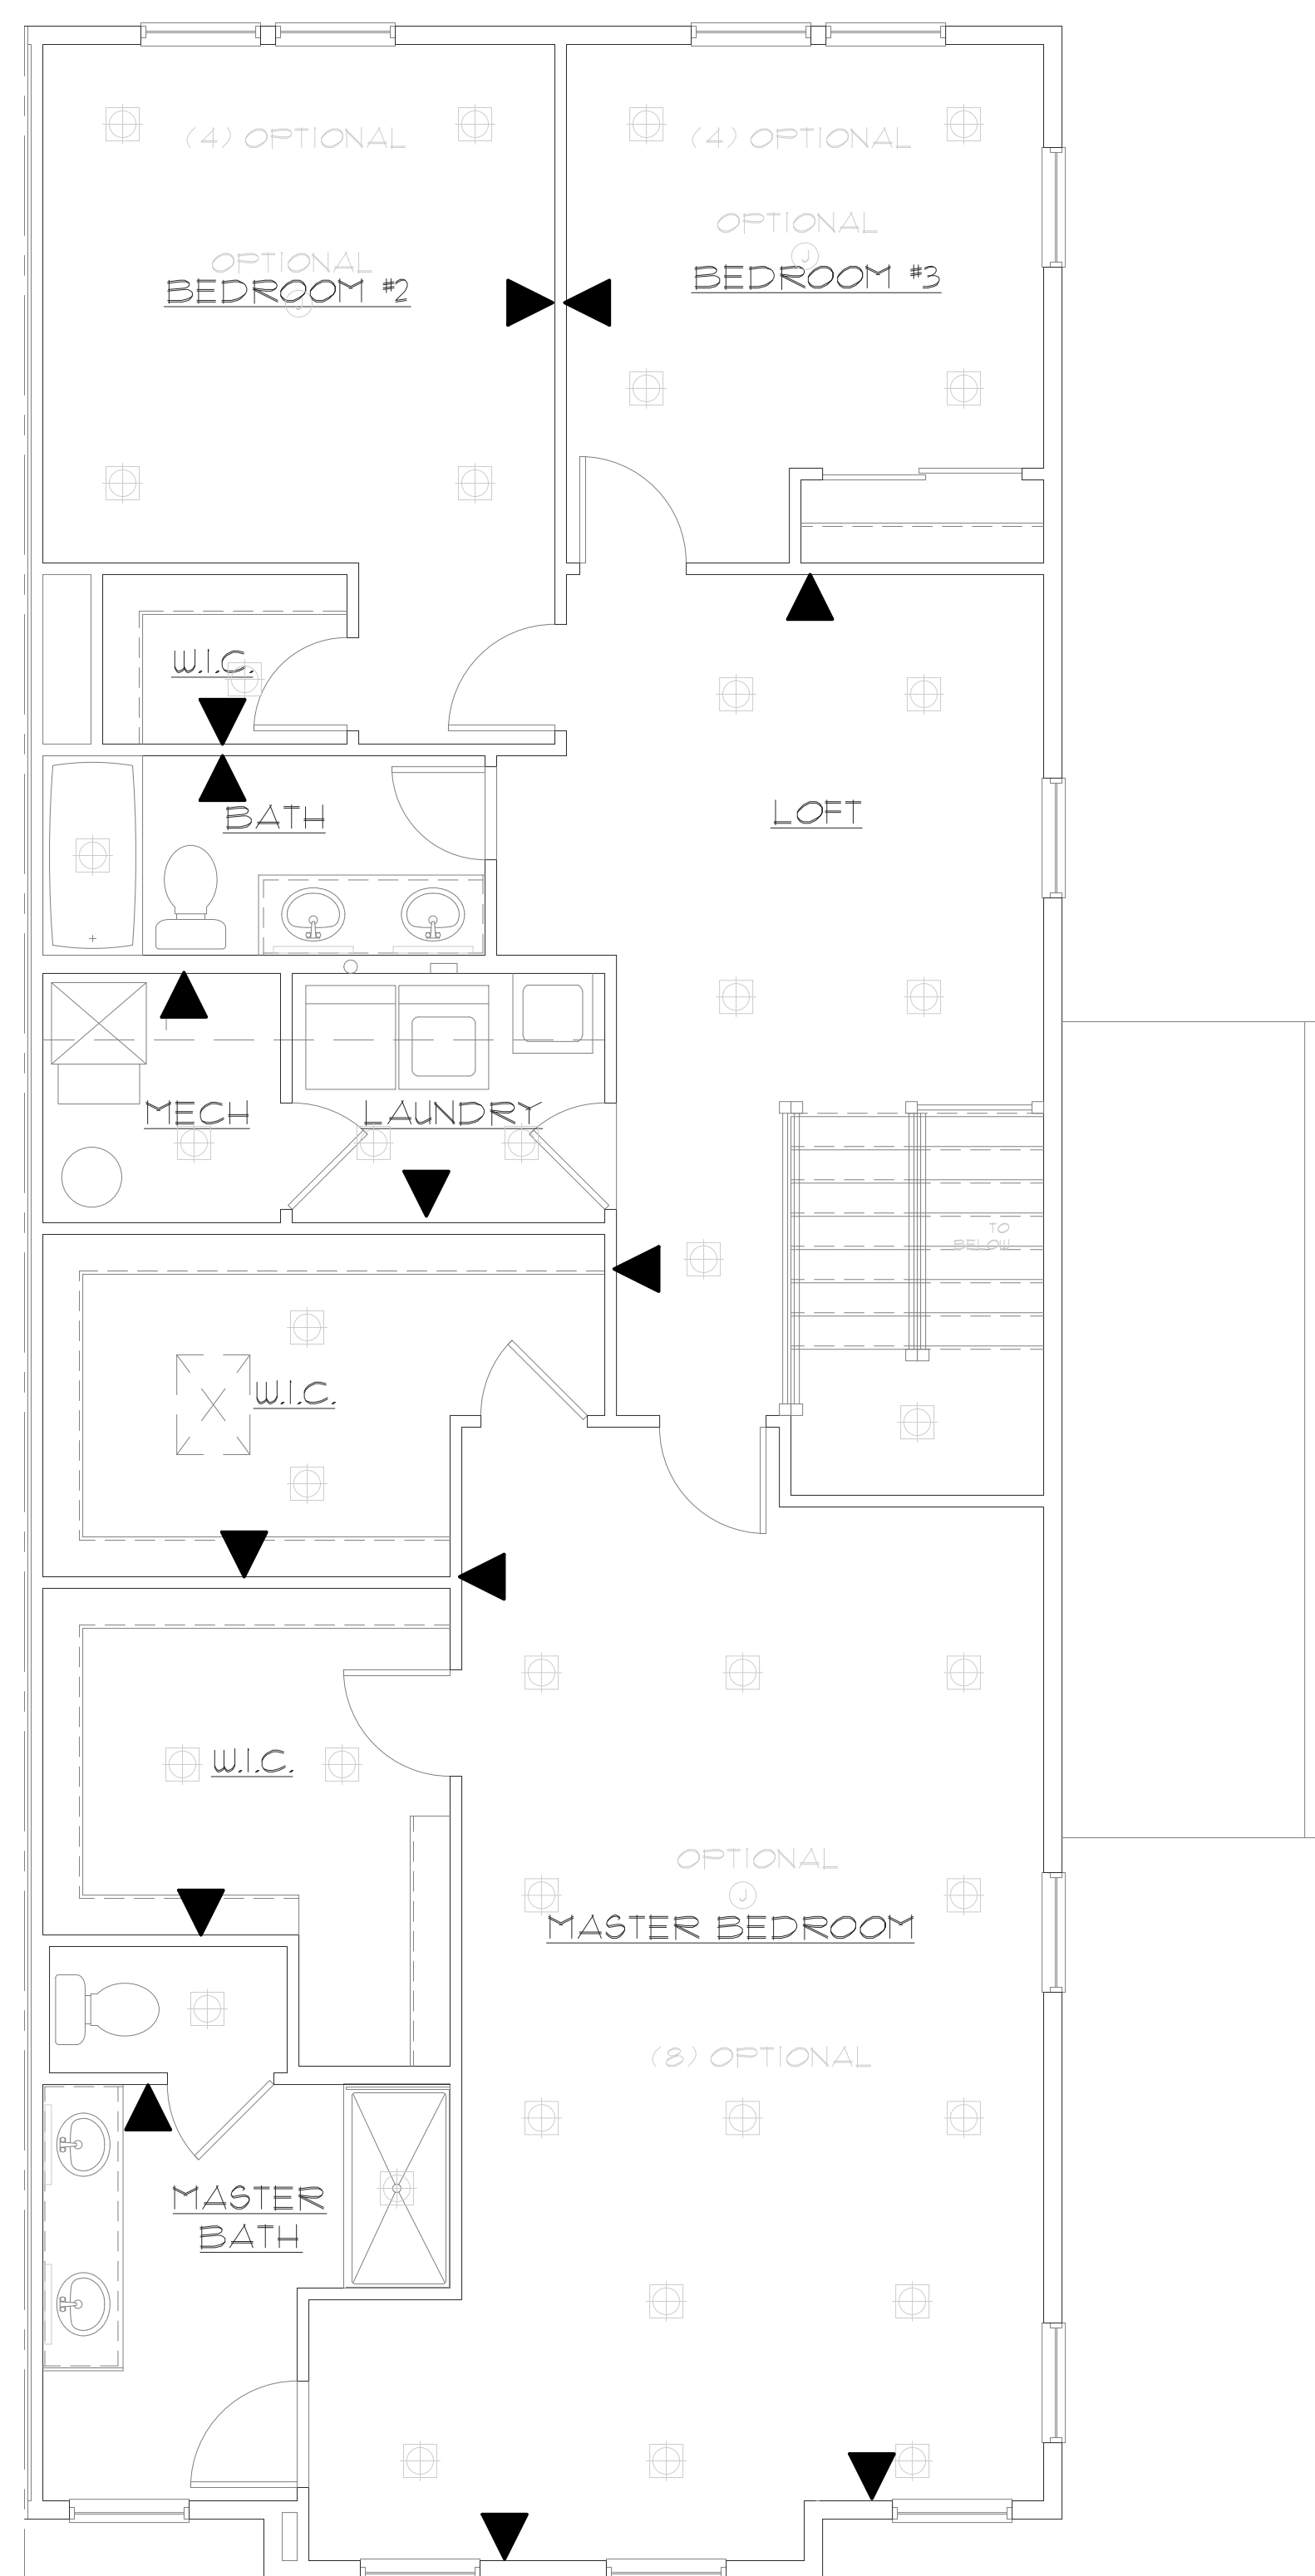 (4) OPTIONAL
(4) OPTIONAL
OPTIONAL
J
BEDROOM #3
OPTIONAL
BEDROOM #2
J
W.I.C.
BATH
LOFT
MECH
LAUNDRY
TO
BELOW
W.I.C.
W.I.C.
OPTIONAL
J
MASTER BEDROOM
(8) OPTIONAL
MASTER
BATH